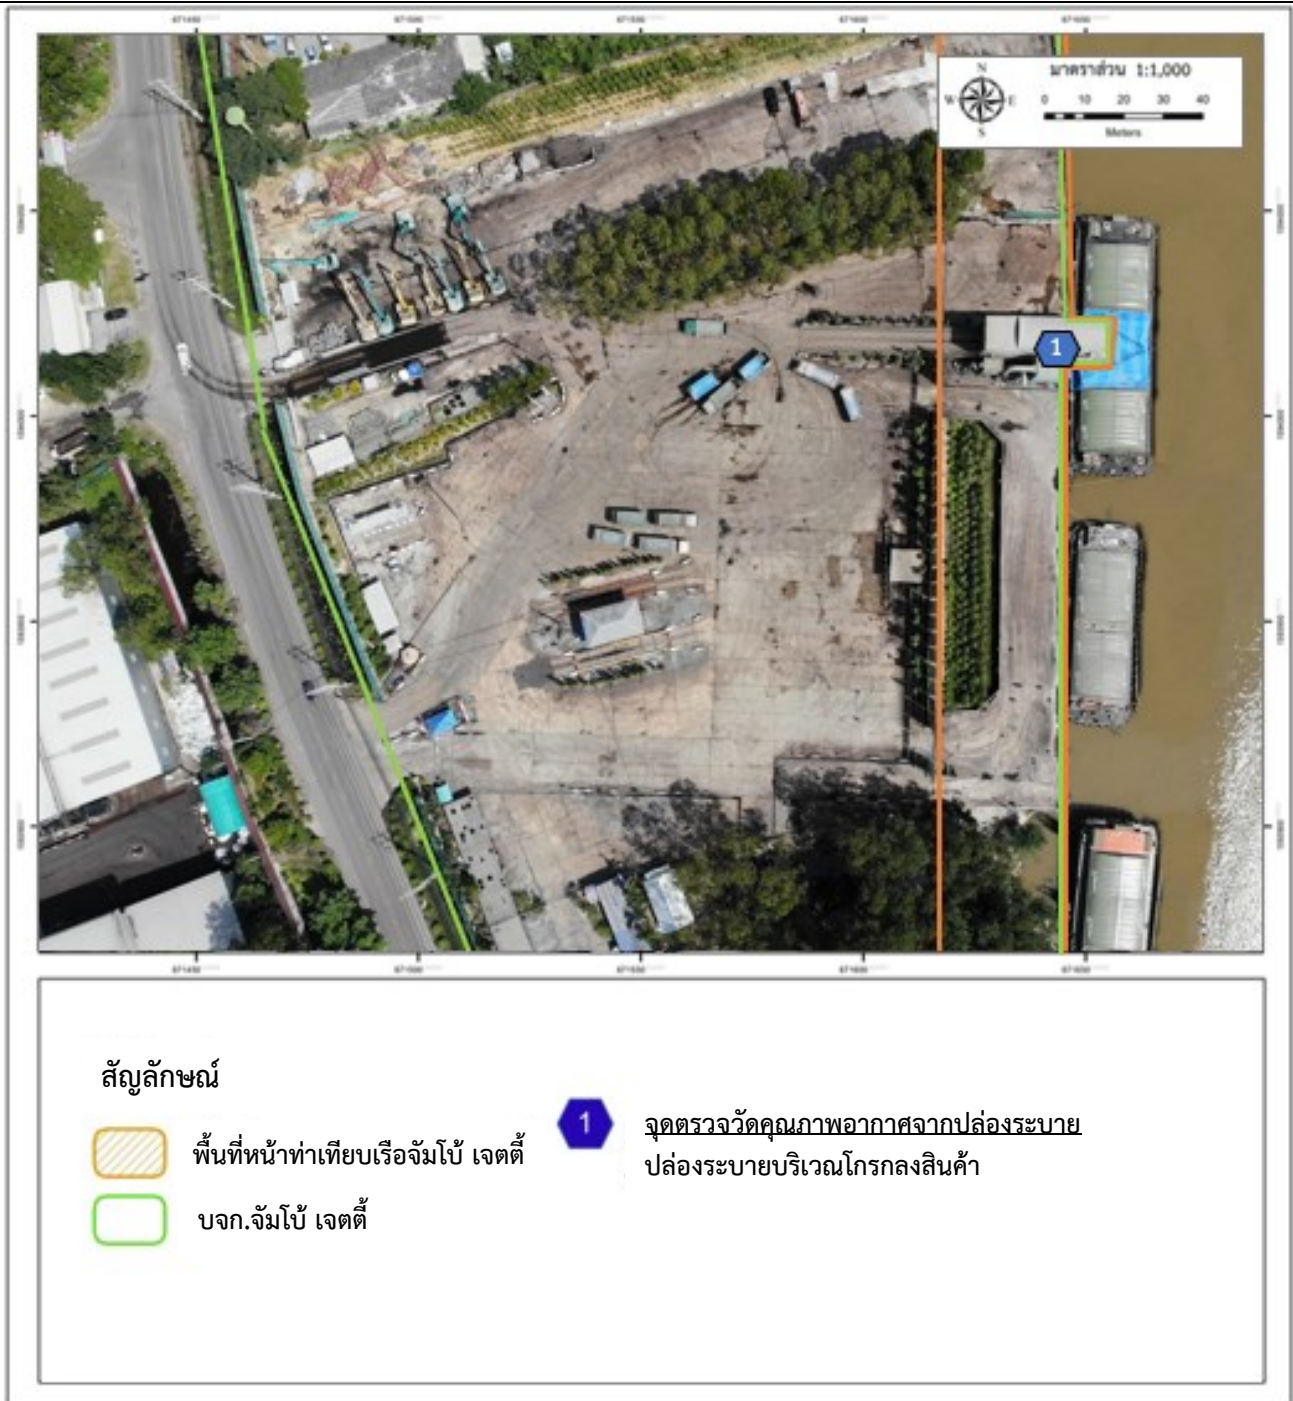 มาตราส่วน 1:1,000
N
W E
S
0 10 20 30 40
Meters
1
สัญลักษณ์
พื้นที่หน้าท่าเทียบเรือจัมโบ้ เจตตี้
บจก.จัมโบ้ เจตตี้
1
จุดตรวจวัดคุณภาพอากาศจากปล่องระบาย
ปล่องระบายบริเวณโกรกลงสินค้า